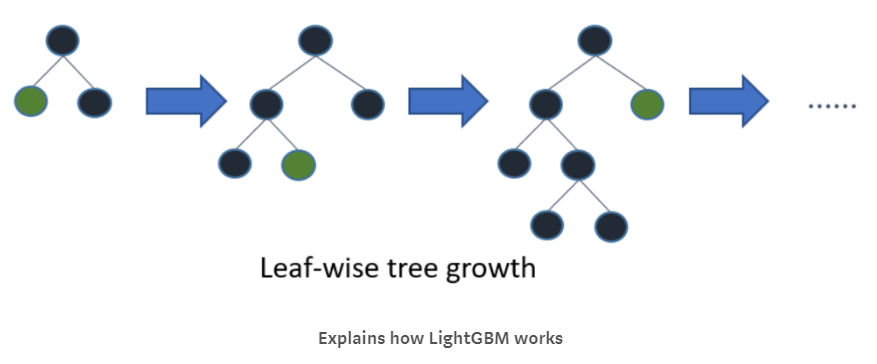 ......
Leaf-wise tree growth
Explains how LightGBM works